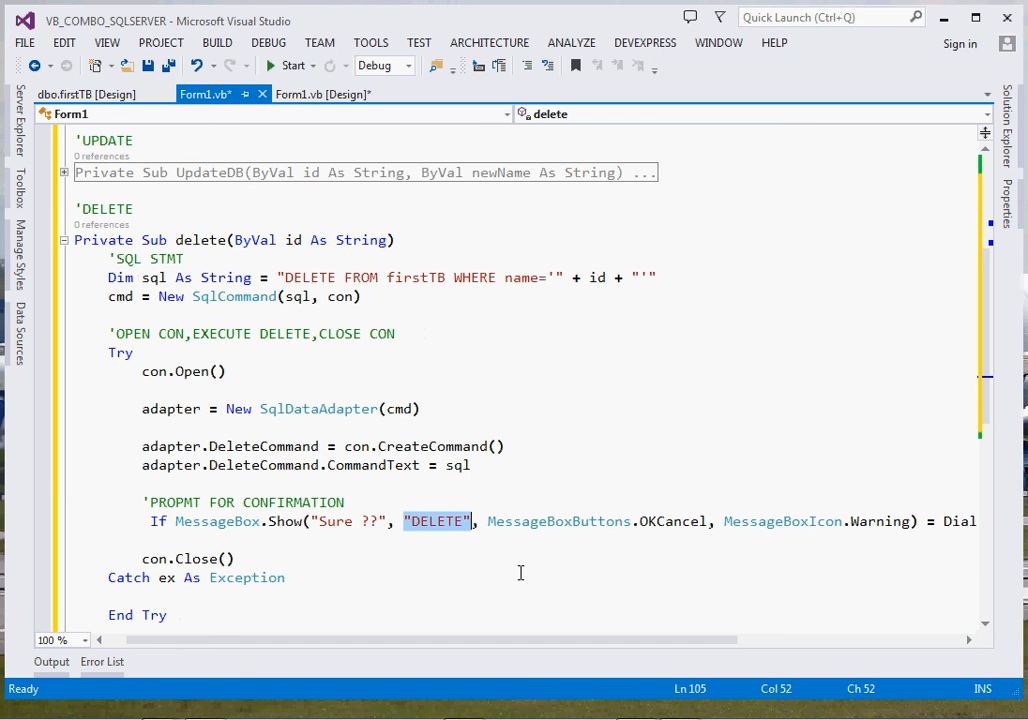 VB_COMBO_SQLSERVER - Microsoft Visual Studio
Quick Launch (Ctrl+Q)
FILE EDIT VIEW PROJECT BUILD DEBUG TEAM TOOLS TEST ARCHITECTURE ANALYZE DEVEXPRESS WINDOW HELP Sign in
Start Debug
dbo.firstTB [Design] Form1.vb* Form1.vb [Design]*
Form1 delete
Server Explorer
Toolbox
Manage Styles
Data Sources
Solution Explorer
Properties
'UPDATE
0 references
Private Sub UpdateDB(ByVal id As String, ByVal newName As String) ...
'DELETE
0 references
Private Sub delete(ByVal id As String)
'SQL STMT
Dim sql As String = "DELETE FROM firstTB WHERE name='" + id + "'"
cmd = New SqlCommand(sql, con)
'OPEN CON,EXECUTE DELETE,CLOSE CON
Try
con.Open()
adapter = New SqlDataAdapter(cmd)
adapter.DeleteCommand = con.CreateCommand()
adapter.DeleteCommand.CommandText = sql
'PROPMT FOR CONFIRMATION
If MessageBox.Show("Sure ??", "DELETE", MessageBoxButtons.OKCancel, MessageBoxIcon.Warning) = Dial
con.Close()
Catch ex As Exception
End Try
100 %
Output Error List
Ready Ln 105 Col 52 Ch 52 INS